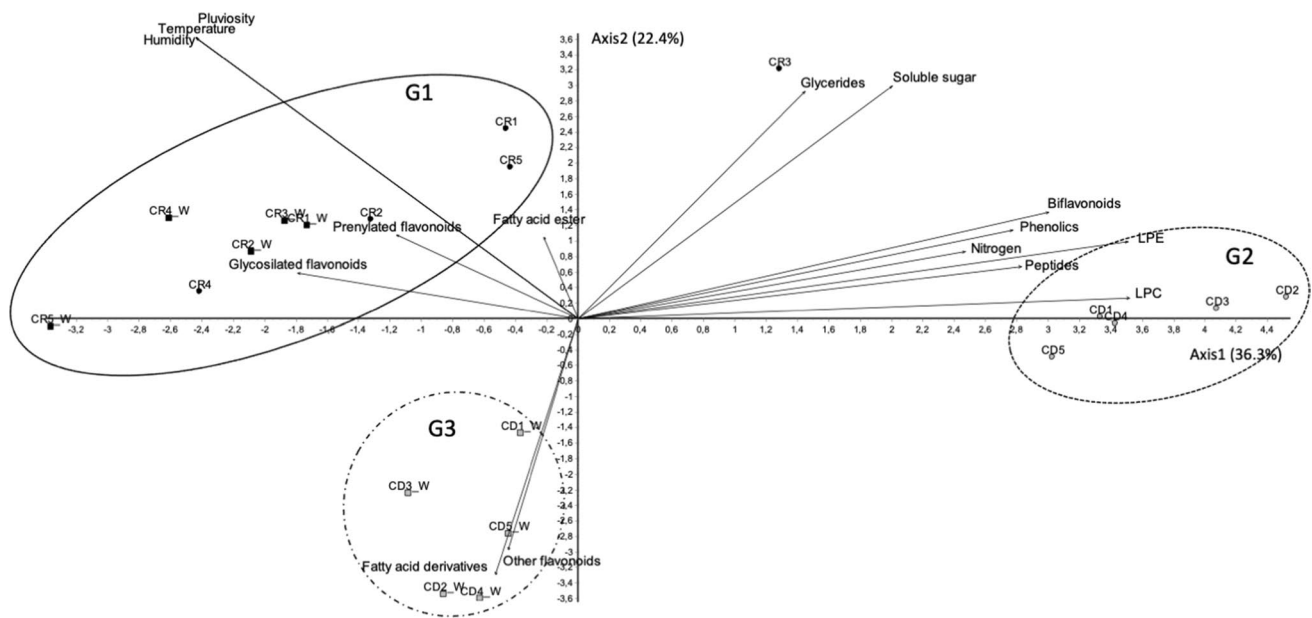 Pluviosity
Temperature
Humidity
Axis2 (22.4%)
G1
CR3
Glycerides
Soluble sugar
CR1
CR5
CR4_W
CR3_W
CR1_W
CR2
Prenylated flavonoids
Fatty acid ester
CR2_W
Glycosilated flavonoids
CR4
CR5_W
Biflavonoids
Phenolics
LPE
Nitrogen
Peptides
G2
LPC
CD2
CD3
CD1
CD4
CD5
Axis1 (36.3%)
3,6
3,4
3,2
3
2,8
2,6
2,4
2,2
2
1,8
1,6
1,4
1,2
1
0,8
0,6
0,4
0,2
0
-3,2 -3 -2,8 -2,6 -2,4 -2,2 -2 -1,8 -1,6 -1,4 -1,2 -1 -0,8 -0,6 -0,4 -0,2 0 0,2 0,4 0,6 0,8 1 1,2 1,4 1,6 1,8 2 2,2 2,4 2,6 2,8 3 3,2 3,4 3,6 3,8 4 4,2 4,4
-0,2
-0,4
-0,6
-0,8
-1
-1,2
-1,4
-1,6
-1,8
-2
-2,2
-2,4
-2,6
-2,8
-3
-3,2
-3,4
-3,6
G3
CD1_W
CD3_W
CD5_W
Other flavonoids
Fatty acid derivatives
CD2_W
CD4_W